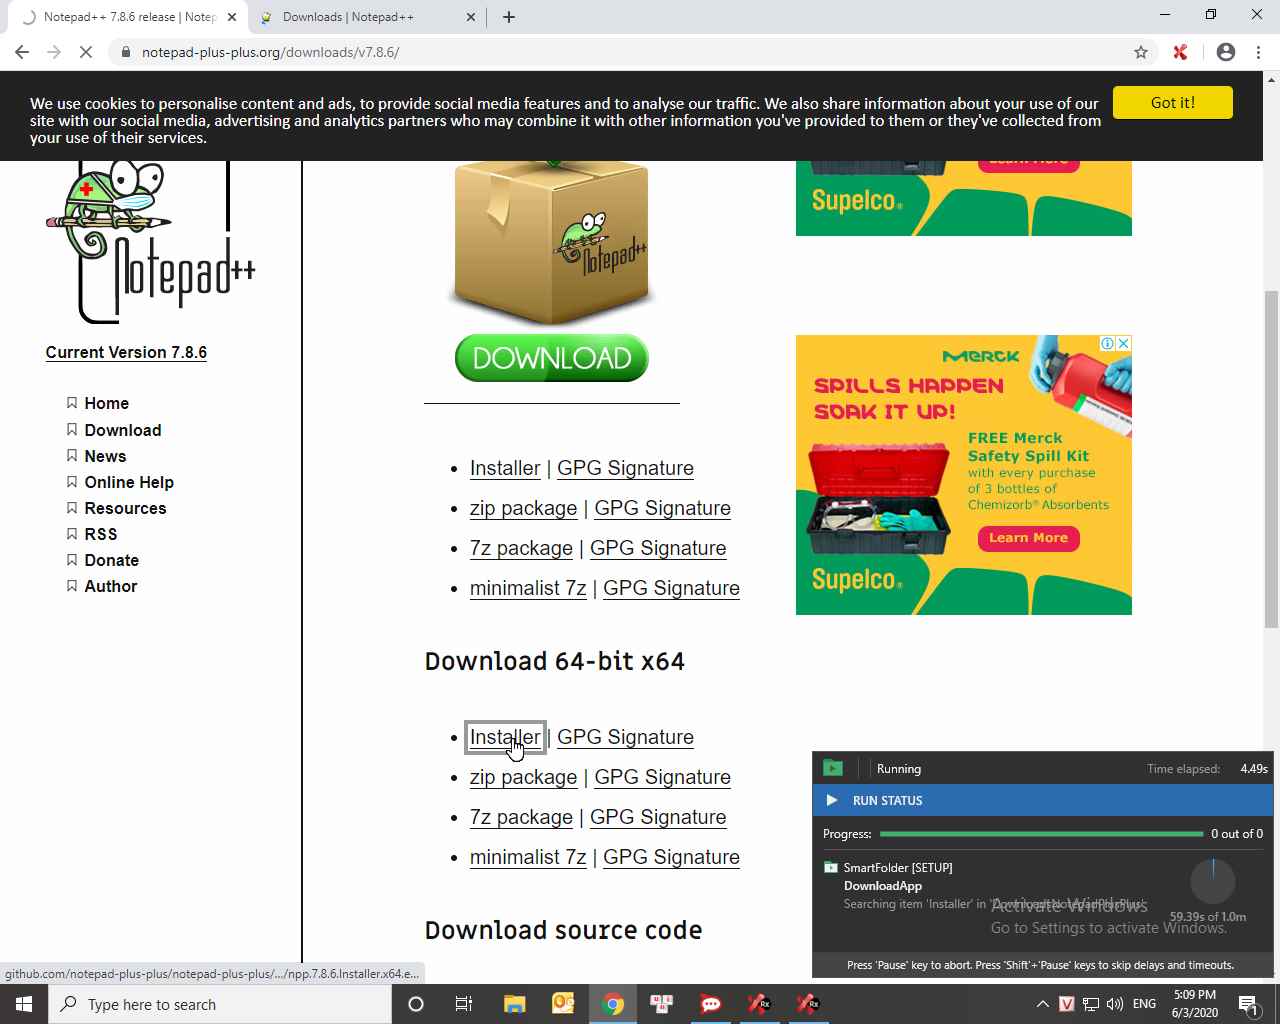 Notepad++ 7.8.6 release | Notep
Downloads | Notepad++
notepad-plus-plus.org/downloads/v7.8.6/
We use cookies to personalise content and ads, to provide social media features and to analyse our traffic. We also share information about your use of our
site with our social media, advertising and analytics partners who may combine it with other information you've provided to them or they've collected from
your use of their services.
Got it!
Learn More
Supelco®
Notepad++
Notepad++
DOWNLOAD
Current Version 7.8.6
Home
Download
News
Online Help
Resources
RSS
Donate
Author
Installer | GPG Signature
zip package | GPG Signature
7z package | GPG Signature
minimalist 7z | GPG Signature
Download 64-bit x64
Installer | GPG Signature
zip package | GPG Signature
7z package | GPG Signature
minimalist 7z | GPG Signature
Download source code
Merck
SPILLS HAPPEN
SOAK IT UP!
FREE Merck
Safety Spill Kit
with every purchase
of 3 bottles of
Chemizorb® Absorbents
Learn More
Supelco®
Running
Time elapsed: 4.49s
RUN STATUS
Progress: 0 out of 0
SmartFolder [SETUP]
DownloadApp
Searching item 'Installer' in
59.39s of 1.0m
Activate Windows
Go to Settings to activate Windows.
Press 'Pause' key to abort. Press 'Shift'+'Pause' keys to skip delays and timeouts.
github.com/notepad-plus-plus/notepad-plus-plus/.../npp.7.8.6.Installer.x64.e...
Type here to search
ENG
5:09 PM
6/3/2020
1